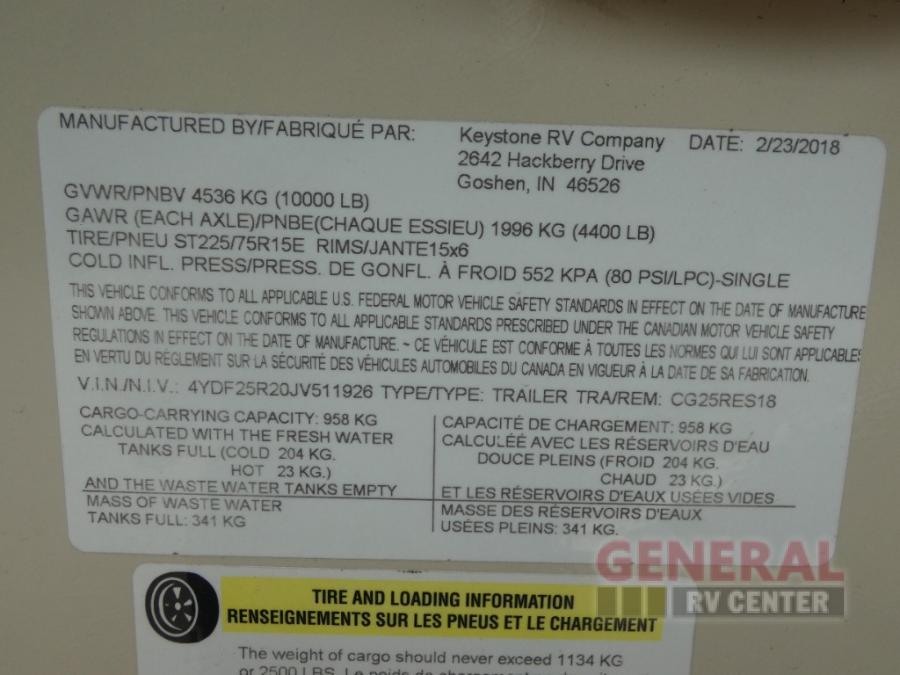 MANUFACTURED BY/FABRIQUÉ PAR: Keystone RV Company DATE: 2/23/2018
2642 Hackberry Drive
Goshen, IN 46526
GVWR/PNBV 4536 KG (10000 LB)
GAWR (EACH AXLE)/PNBE(CHAQUE ESSIEU) 1996 KG (4400 LB)
TIRE/PNEU ST225/75R15E RIMS/JANTE15x6
COLD INFL. PRESS/PRESS. DE GONFL. À FROID 552 KPA (80 PSI/LPC)-SINGLE
THIS VEHICLE CONFORMS TO ALL APPLICABLE U.S. FEDERAL MOTOR VEHICLE SAFETY STANDARDS IN EFFECT ON THE DATE OF MANUFACTURE
SHOWN ABOVE. THIS VEHICLE CONFORMS TO ALL APPLICABLE STANDARDS PRESCRIBED UNDER THE CANADIAN MOTOR VEHICLE SAFETY
REGULATIONS IN EFFECT ON THE DATE OF MANUFACTURE. ~ CE VÉHICULE EST CONFORME À TOUTES LES NORMES QUI LUI SONT APPLICABLES
EN VERTU DU RÉGLEMENT SUR LA SÉCURITÉ DES VÉHICULES AUTOMOBILES DU CANADA EN VIGUEUR À LA DATE DE SA FABRICATION.
V.I.N./N.I.V.: 4YDF25R20JV511926 TYPE/TYPE: TRAILER TRA/REM: CG25RES18
CARGO-CARRYING CAPACITY: 958 KG
CALCULATED WITH THE FRESH WATER
TANKS FULL (COLD 204 KG.
HOT 23 KG.)
AND THE WASTE WATER TANKS EMPTY
MASS OF WASTE WATER
TANKS FULL: 341 KG
CAPACITÉ DE CHARGEMENT: 958 KG
CALCULÉE AVEC LES RÉSERVOIRS D'EAU
DOUCE PLEINS (FROID 204 KG.
CHAUD 23 KG.)
ET LES RÉSERVOIRS D'EAUX USÉES VIDES
MASSE DES RÉSERVOIRS D'EAUX
USÉES PLEINS: 341 KG.
GENERAL
RV CENTER
TIRE AND LOADING INFORMATION
RENSEIGNEMENTS SUR LES PNEUS ET LE CHARGEMENT
The weight of cargo should never exceed 1134 KG
or 2500 LBS. Le poids de chargement